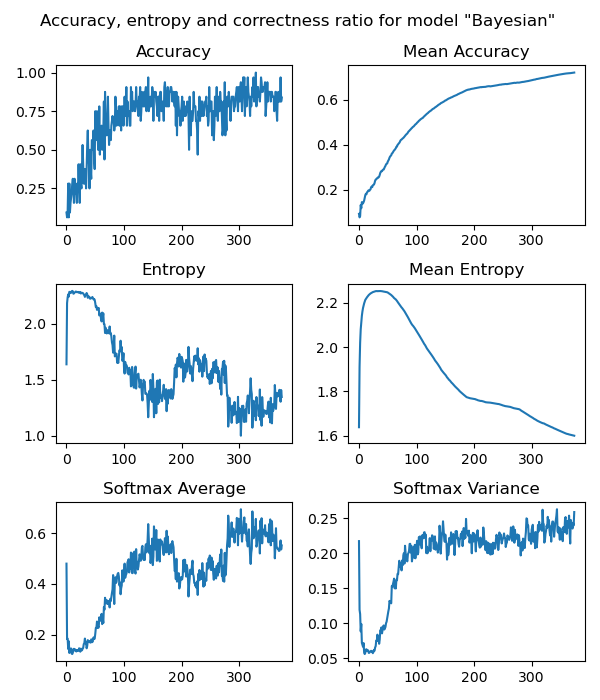 Accuracy, entropy and correctness ratio for model "Bayesian"
Accuracy
Mean Accuracy
1.00
0.75
0.50
0.25
0 100 200 300
0.6
0.4
0.2
0 100 200 300
Entropy
Mean Entropy
2.0
1.5
1.0
0 100 200 300
2.2
2.0
1.8
1.6
0 100 200 300
Softmax Average
Softmax Variance
0.6
0.4
0.2
0 100 200 300
0.25
0.20
0.15
0.10
0.05
0 100 200 300